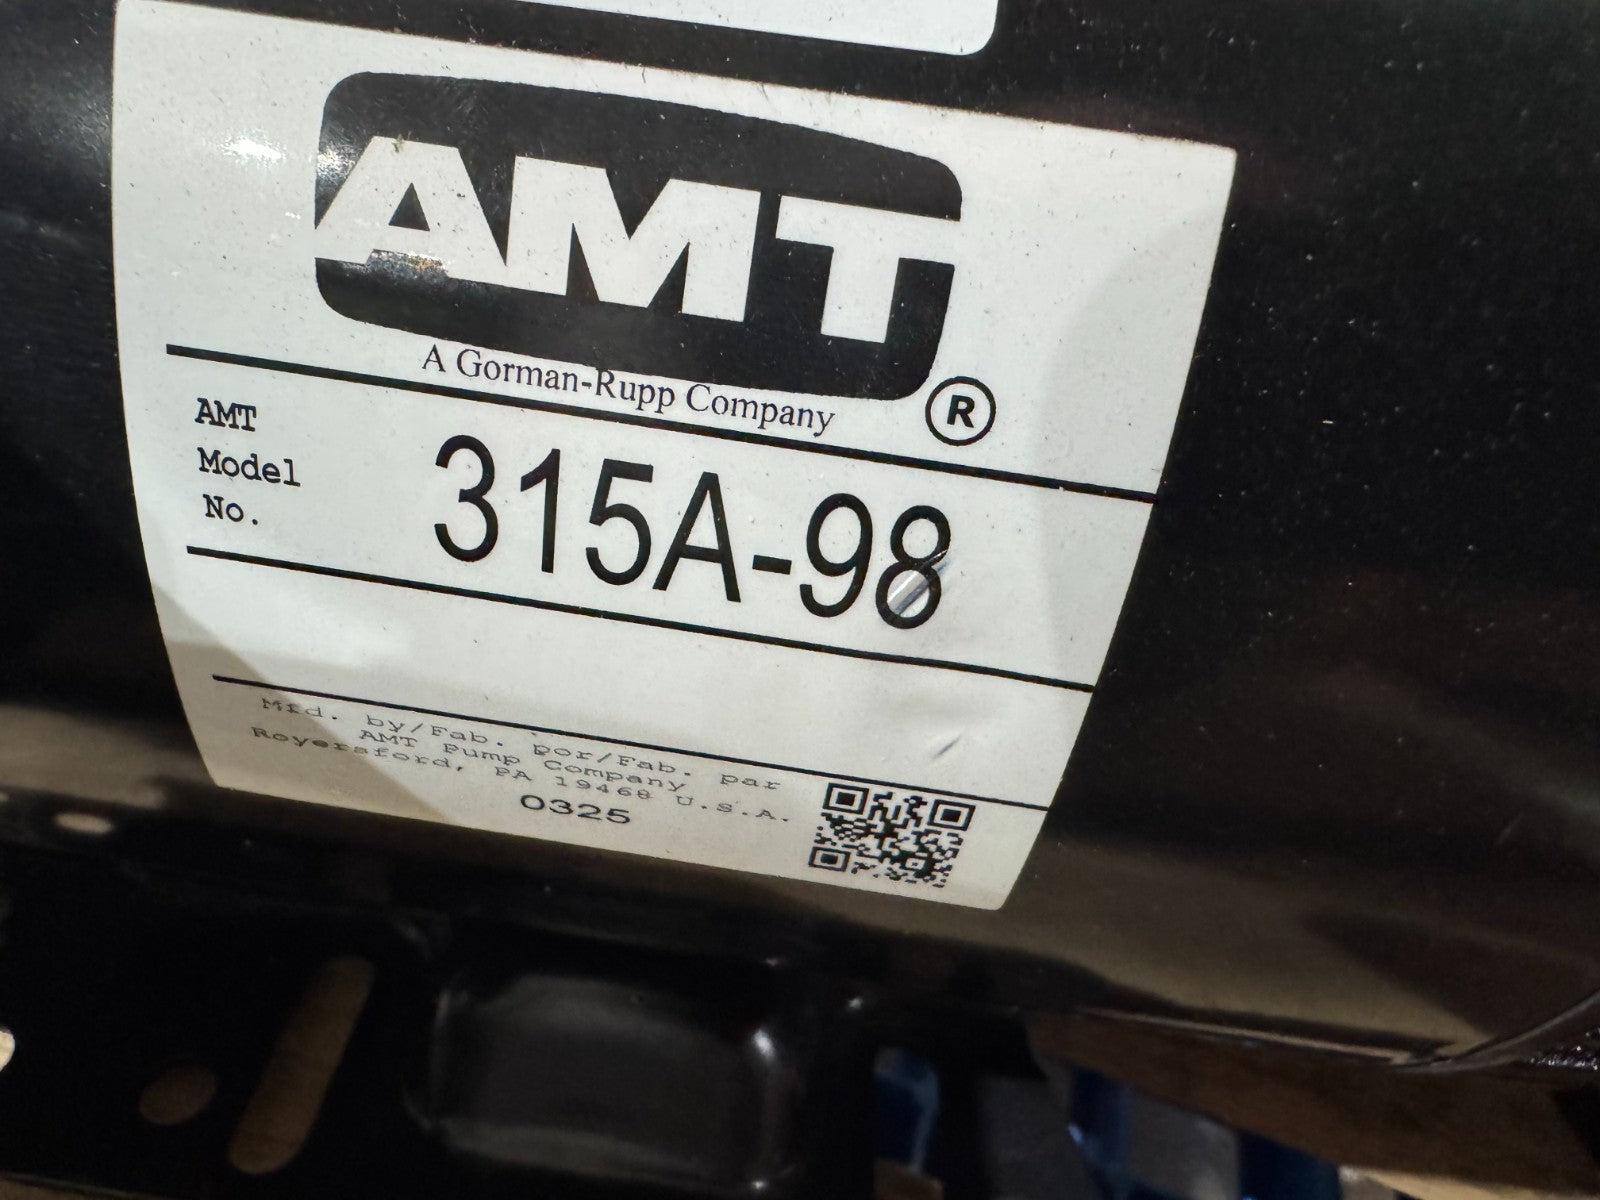 AMT
®
A Gorman-Rupp Company
AMT
Model
No.
315A-98
Mfd. by/Fab. por/Fab. par
AMT Pump Company
Royersford, PA 19468 U.S.A.
0325